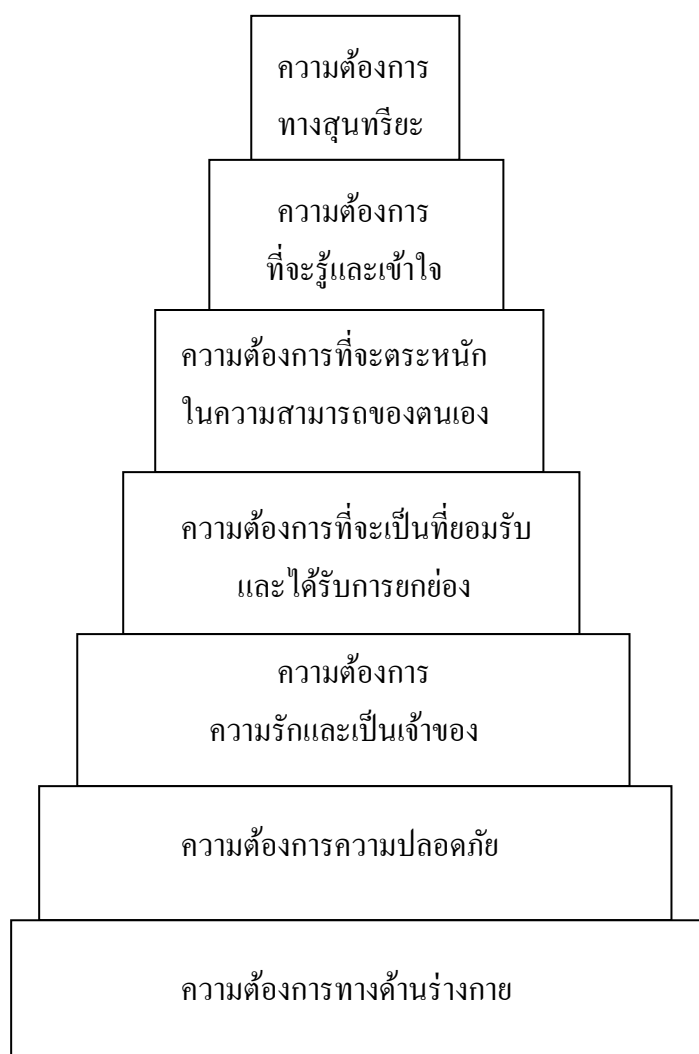 ความต้องการ
ทางสุนทรียะ
ความต้องการ
ที่จะรู้และเข้าใจ
ความต้องการที่จะตระหนัก
ในความสามารถของตนเอง
ความต้องการที่จะเป็นที่ยอมรับ
และได้รับการยกย่อง
ความต้องการ
ความรักและเป็นเจ้าของ
ความต้องการความปลอดภัย
ความต้องการทางด้านร่างกาย